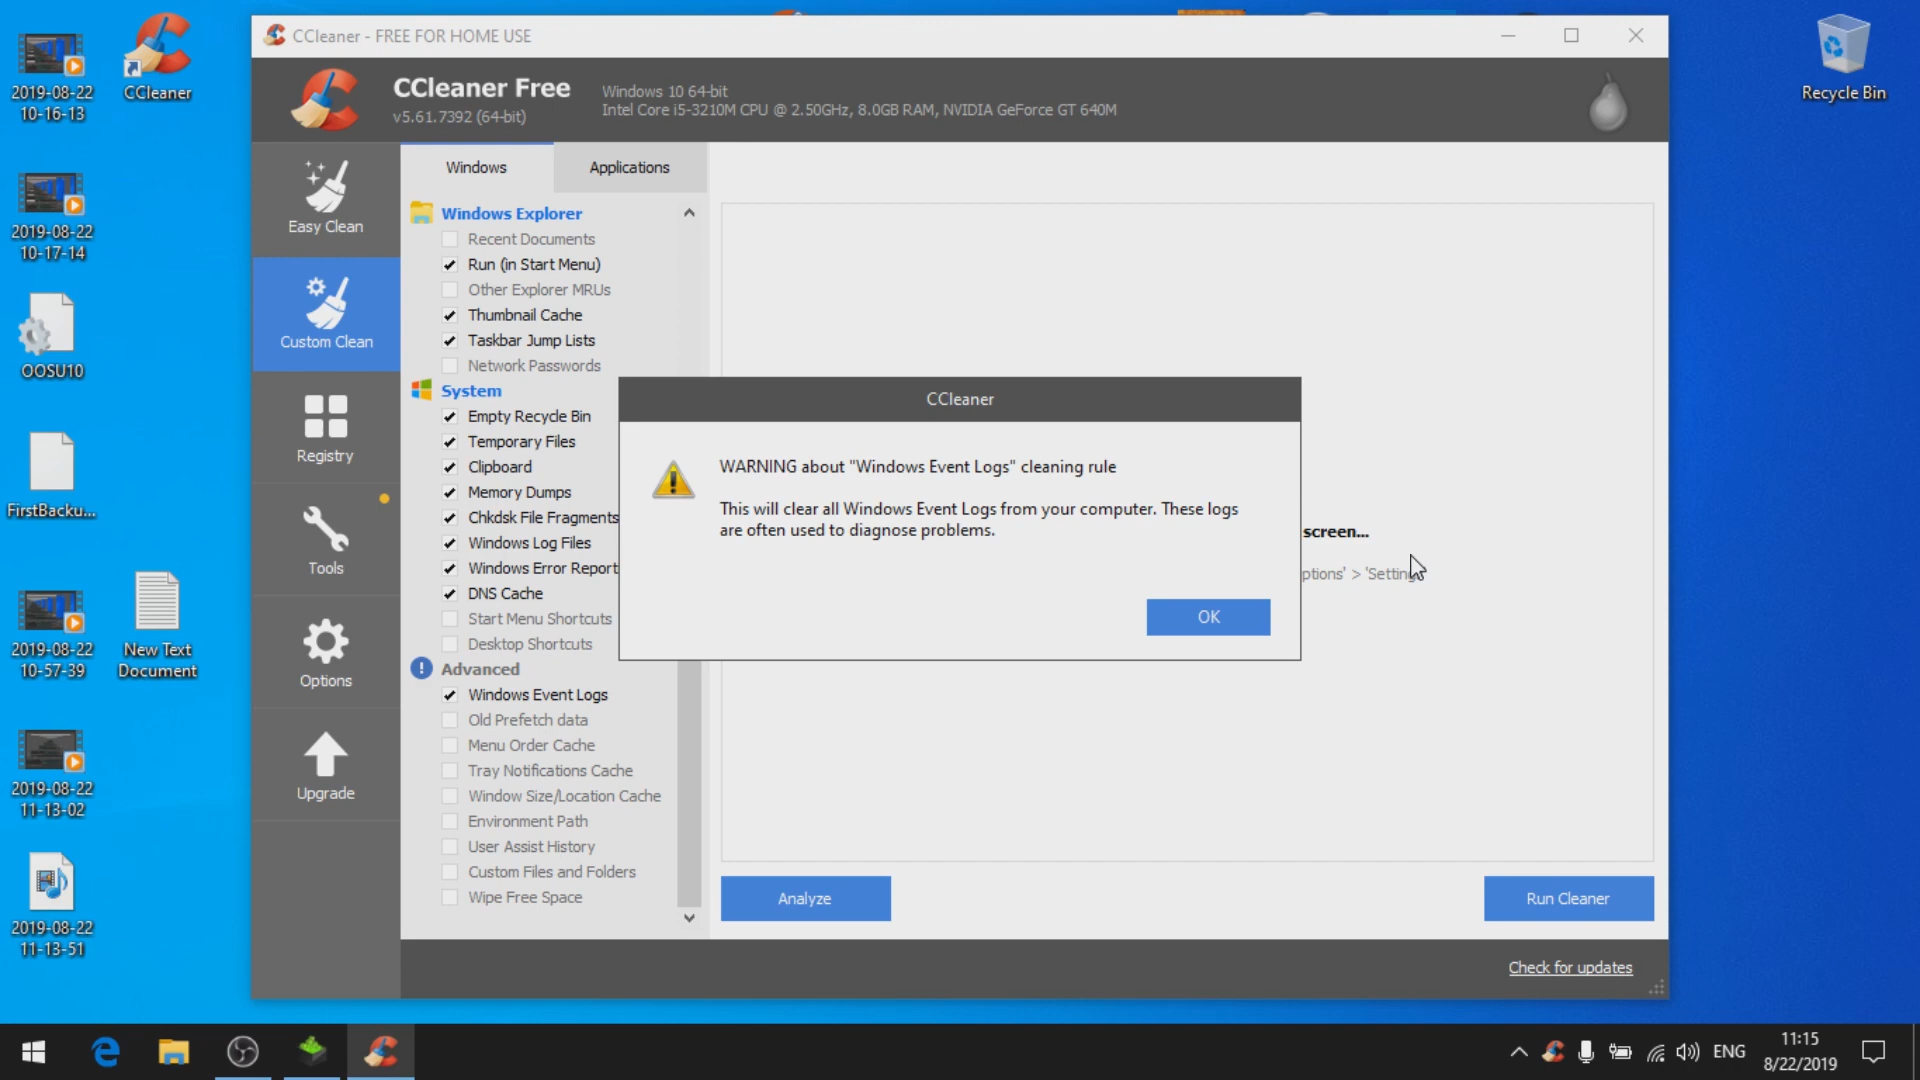 2019-08-22
10-16-13
CCleaner
2019-08-22
10-17-14
OOSU10
FirstBacku...
2019-08-22
10-57-39
New Text
Document
2019-08-22
11-13-02
2019-08-22
11-13-51
Recycle Bin
CCleaner - FREE FOR HOME USE
CCleaner Free
v5.61.7392 (64-bit)
Windows 10 64-bit
Intel Core i5-3210M CPU @ 2.50GHz, 8.0GB RAM, NVIDIA GeForce GT 640M
Easy Clean
Custom Clean
Registry
Tools
Options
Upgrade
Windows
Applications
Windows Explorer
Recent Documents
Run (in Start Menu)
Other Explorer MRUs
Thumbnail Cache
Taskbar Jump Lists
Network Passwords
System
Empty Recycle Bin
Temporary Files
Clipboard
Memory Dumps
Chkdsk File Fragments
Windows Log Files
Windows Error Report
DNS Cache
Start Menu Shortcuts
Desktop Shortcuts
Advanced
Windows Event Logs
Old Prefetch data
Menu Order Cache
Tray Notifications Cache
Window Size/Location Cache
Environment Path
User Assist History
Custom Files and Folders
Wipe Free Space
CCleaner
WARNING about "Windows Event Logs" cleaning rule
This will clear all Windows Event Logs from your computer. These logs
are often used to diagnose problems.
OK
screen...
ptions' > 'Setting
Analyze
Run Cleaner
Check for updates
ENG
11:15
8/22/2019